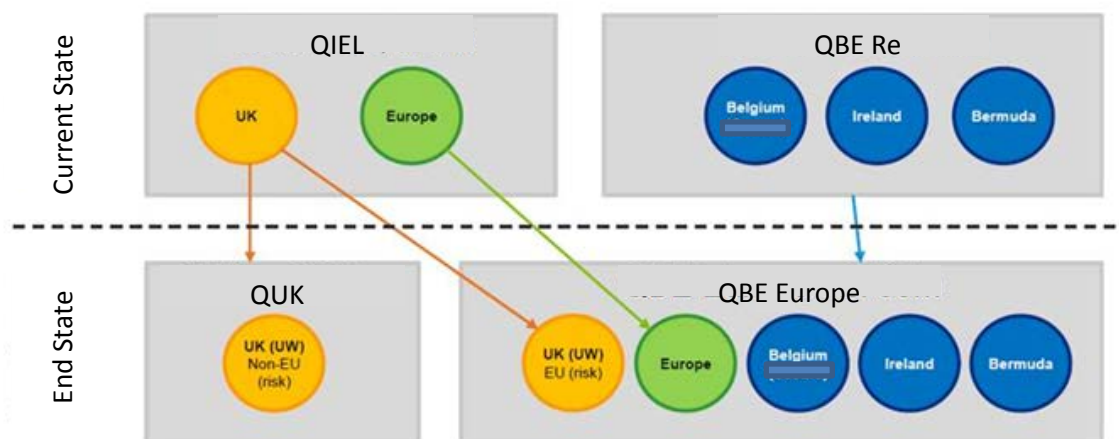 Current State
QIEL
QBE Re
UK
Europe
Belgium
Ireland
Bermuda
End State
QUK
QBE Europe
UK (UW)
Non-EU
(risk)
UK (UW)
EU (risk)
Europe
Belgium
Ireland
Bermuda